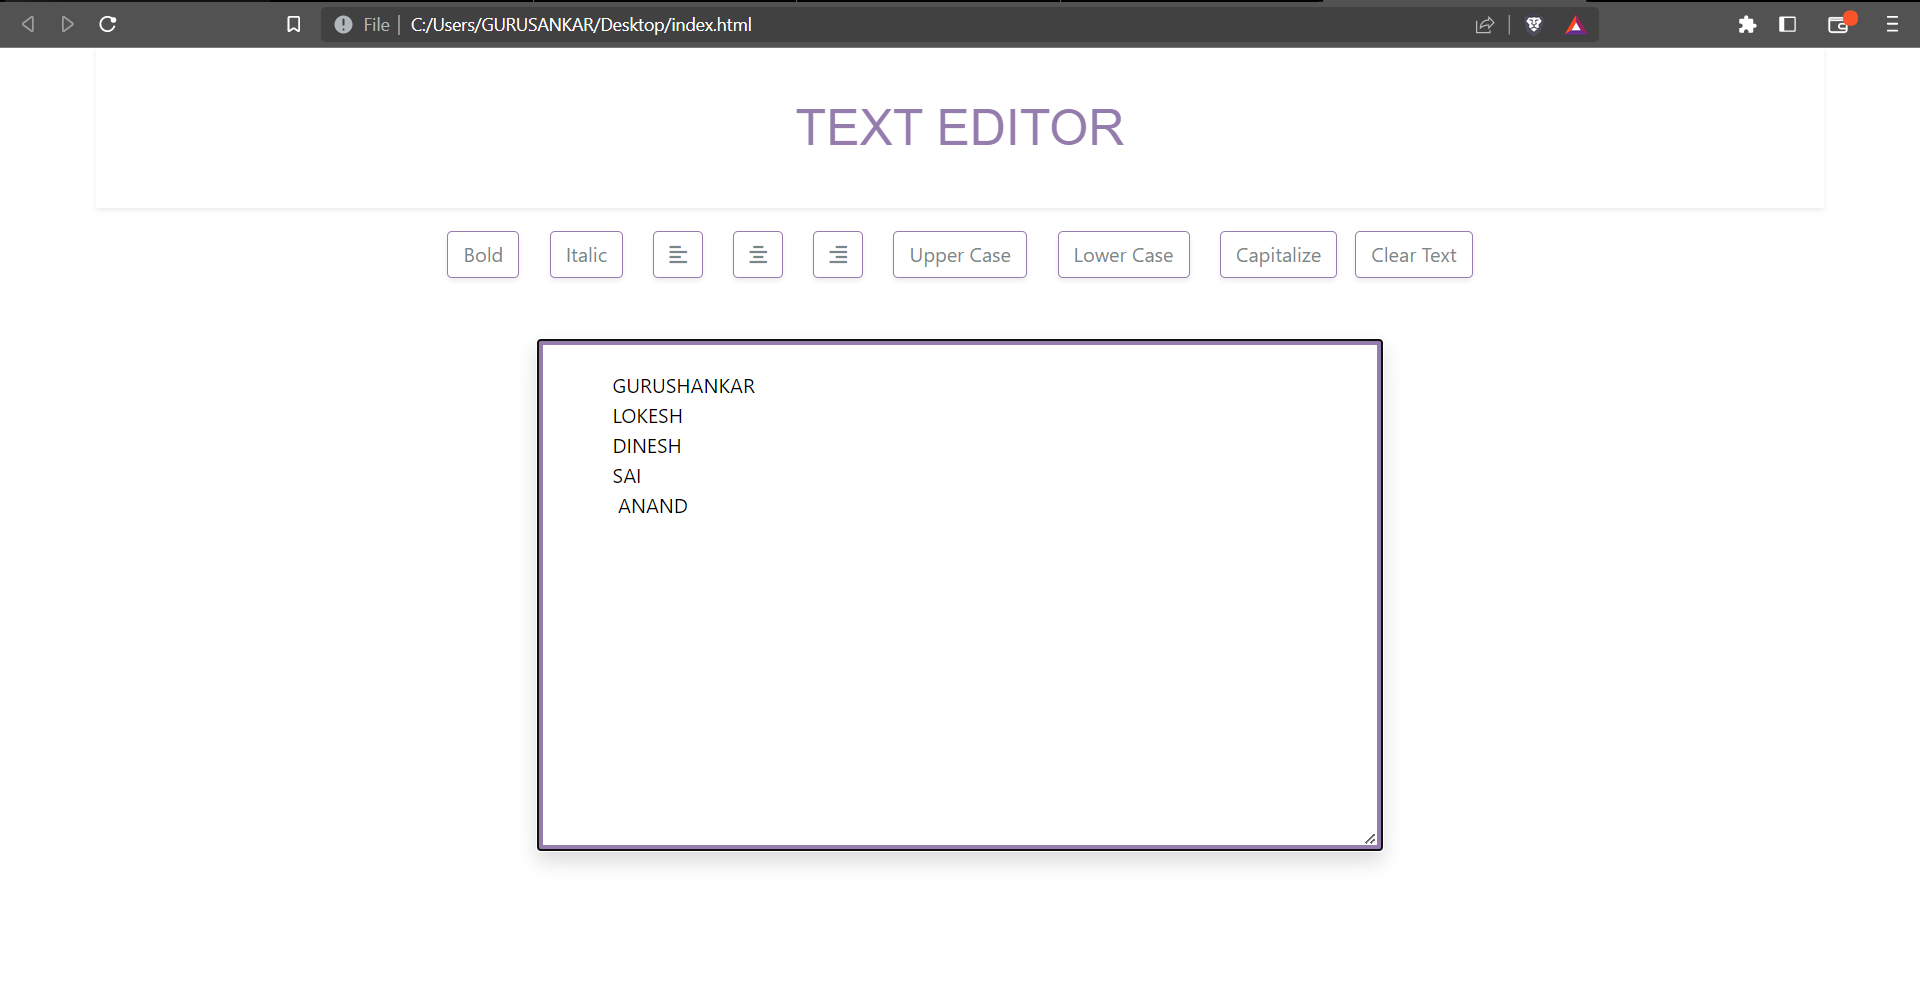 File | C:/Users/GURUSANKAR/Desktop/index.html
TEXT EDITOR
Bold Italic Upper Case Lower Case Capitalize Clear Text
GURUSHANKAR
LOKESH
DINESH
SAI
ANAND